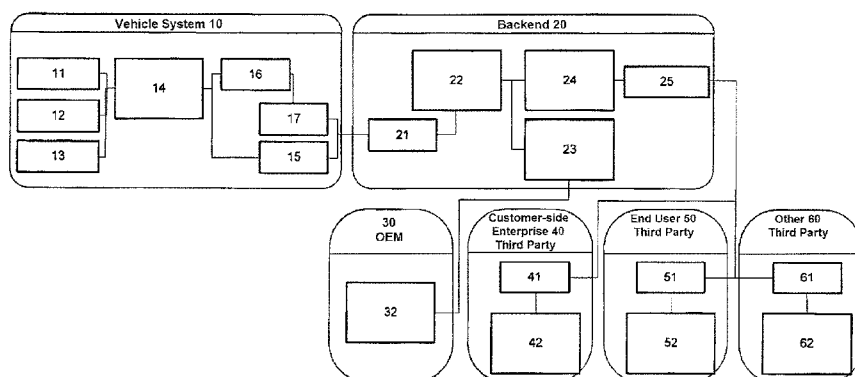 Vehicle System 10
11
12
13
14
16
17
15
Backend 20
21
22
24
23
25
30
OEM
32
Customer-side
Enterprise 40
Third Party
41
42
End User 50
Third Party
51
52
Other 60
Third Party
61
62